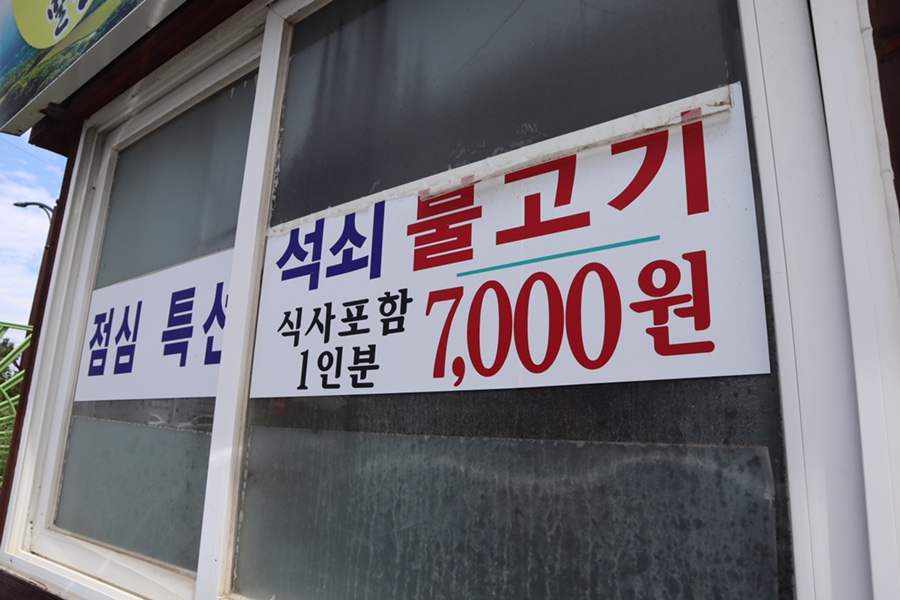 점심 특선
석쇠 불고기
식사포함
1인분
7,000원